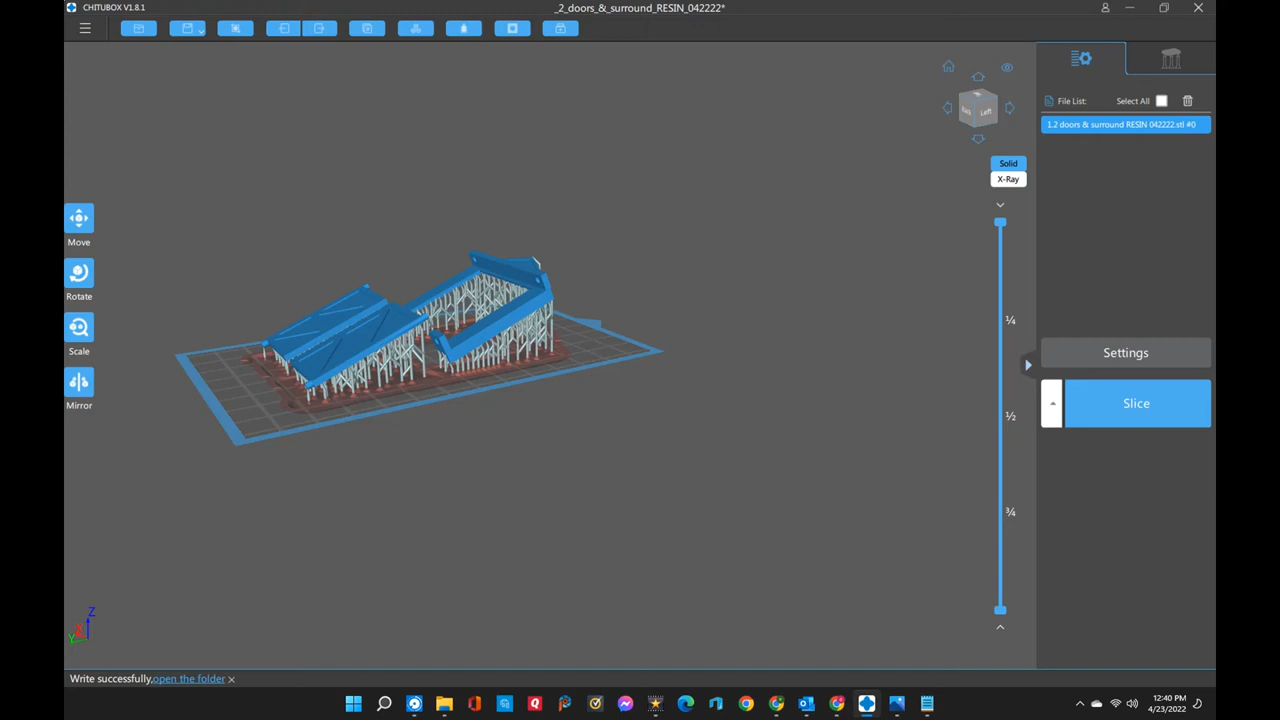 CHITUBOX V1.8.1
_2_doors_&_surround_RESIN_042222*
File List:
Select All
1.2 doors & surround RESIN 042222.stl #0
Back
Left
Solid
X-Ray
Move
Rotate
Scale
Mirror
¼
½
¾
Settings
Slice
Z
X
Y
Write successfully,open the folder
12:40 PM
4/23/2022